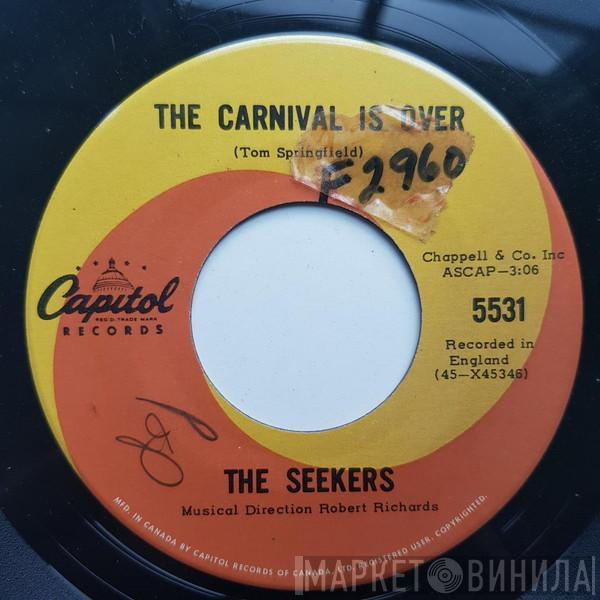 THE CARNIVAL IS OVER
(Tom Springfield)
F2960
Chappell & Co. Inc
ASCAP—3:06
5531
Recorded in
England
(45—X45346)
Capitol
REG'D. TRADE MARK
RECORDS
THE SEEKERS
Musical Direction Robert Richards
MFD. IN CANADA BY CAPITOL RECORDS OF CANADA, LTD. REGISTERED USER. COPYRIGHTED.
МАРКЕТ ВИНИЛА